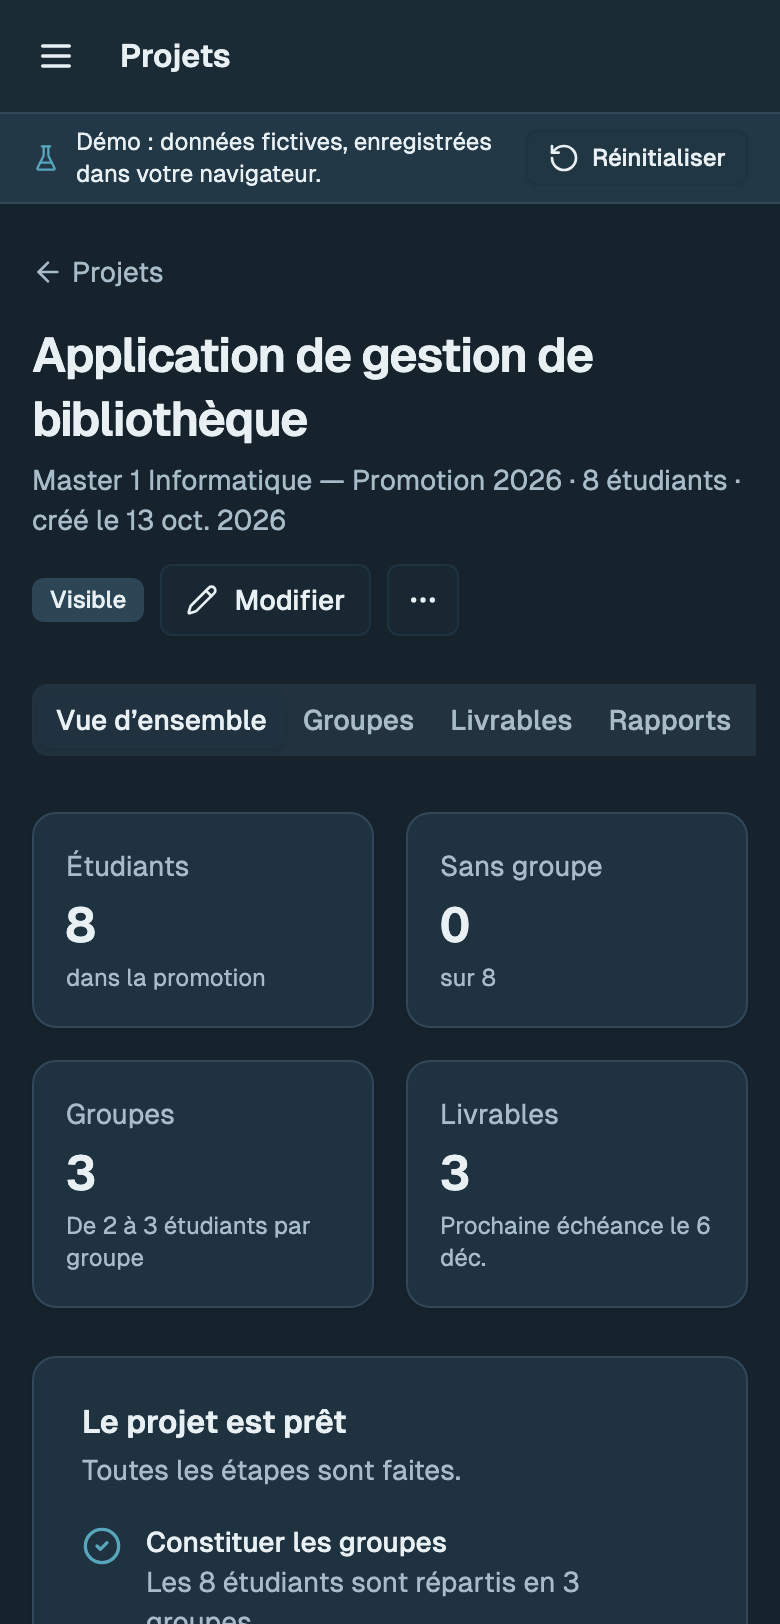 Projets
Démo : données fictives, enregistrées
dans votre navigateur.
Réinitialiser
← Projets
Application de gestion de
bibliothèque
Master 1 Informatique — Promotion 2026 · 8 étudiants ·
créé le 13 oct. 2026
Visible
Modifier
Vue d’ensemble
Groupes
Livrables
Rapports
Étudiants
8
dans la promotion
Sans groupe
0
sur 8
Groupes
3
De 2 à 3 étudiants par
groupe
Livrables
3
Prochaine échéance le 6
déc.
Le projet est prêt
Toutes les étapes sont faites.
Constituer les groupes
Les 8 étudiants sont répartis en 3
groupes.